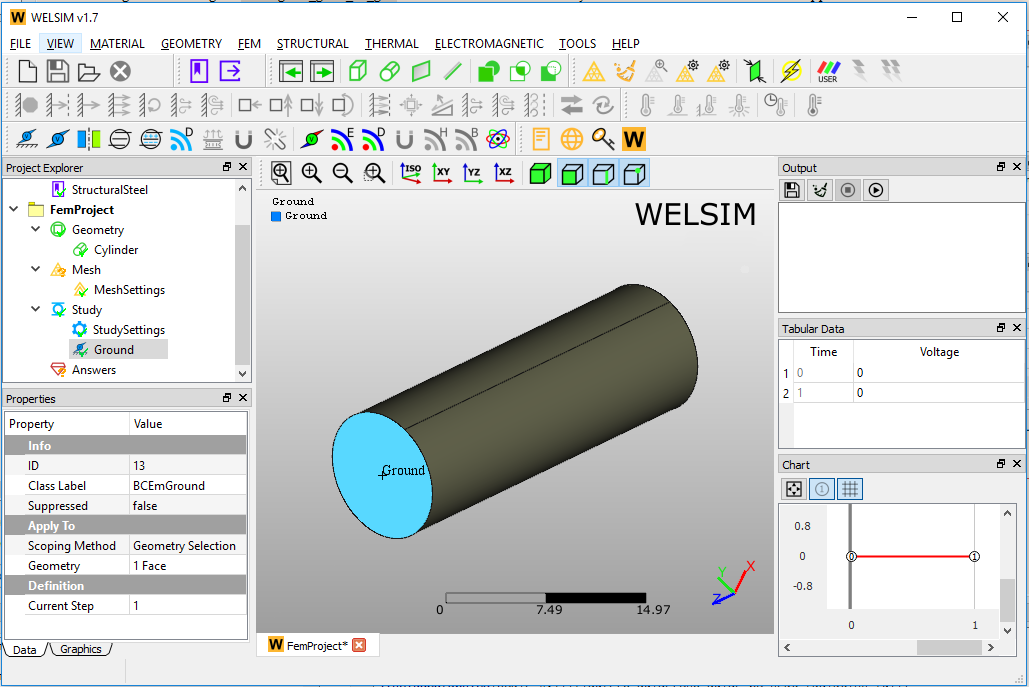 WELSIM v1.7
FILE VIEW MATERIAL GEOMETRY FEM STRUCTURAL THERMAL ELECTROMAGNETIC TOOLS HELP
USER
D E D H B W
Project Explorer
StructuralSteel
FemProject
Geometry
Cylinder
Mesh
MeshSettings
Study
StudySettings
Ground
Answers
Properties
Property Value
Info
ID 13
Class Label BCEmGround
Suppressed false
Apply To
Scoping Method Geometry Selection
Geometry 1 Face
Definition
Current Step 1
Data Graphics
ISO XY YZ XZ
Ground
Ground
WELSIM
Ground
0 7.49 14.97
X
Y
Z
FemProject*
Output
Tabular Data
Time Voltage
1 0 0
2 1 0
Chart
0.8
0
-0.8
0 1
0 1